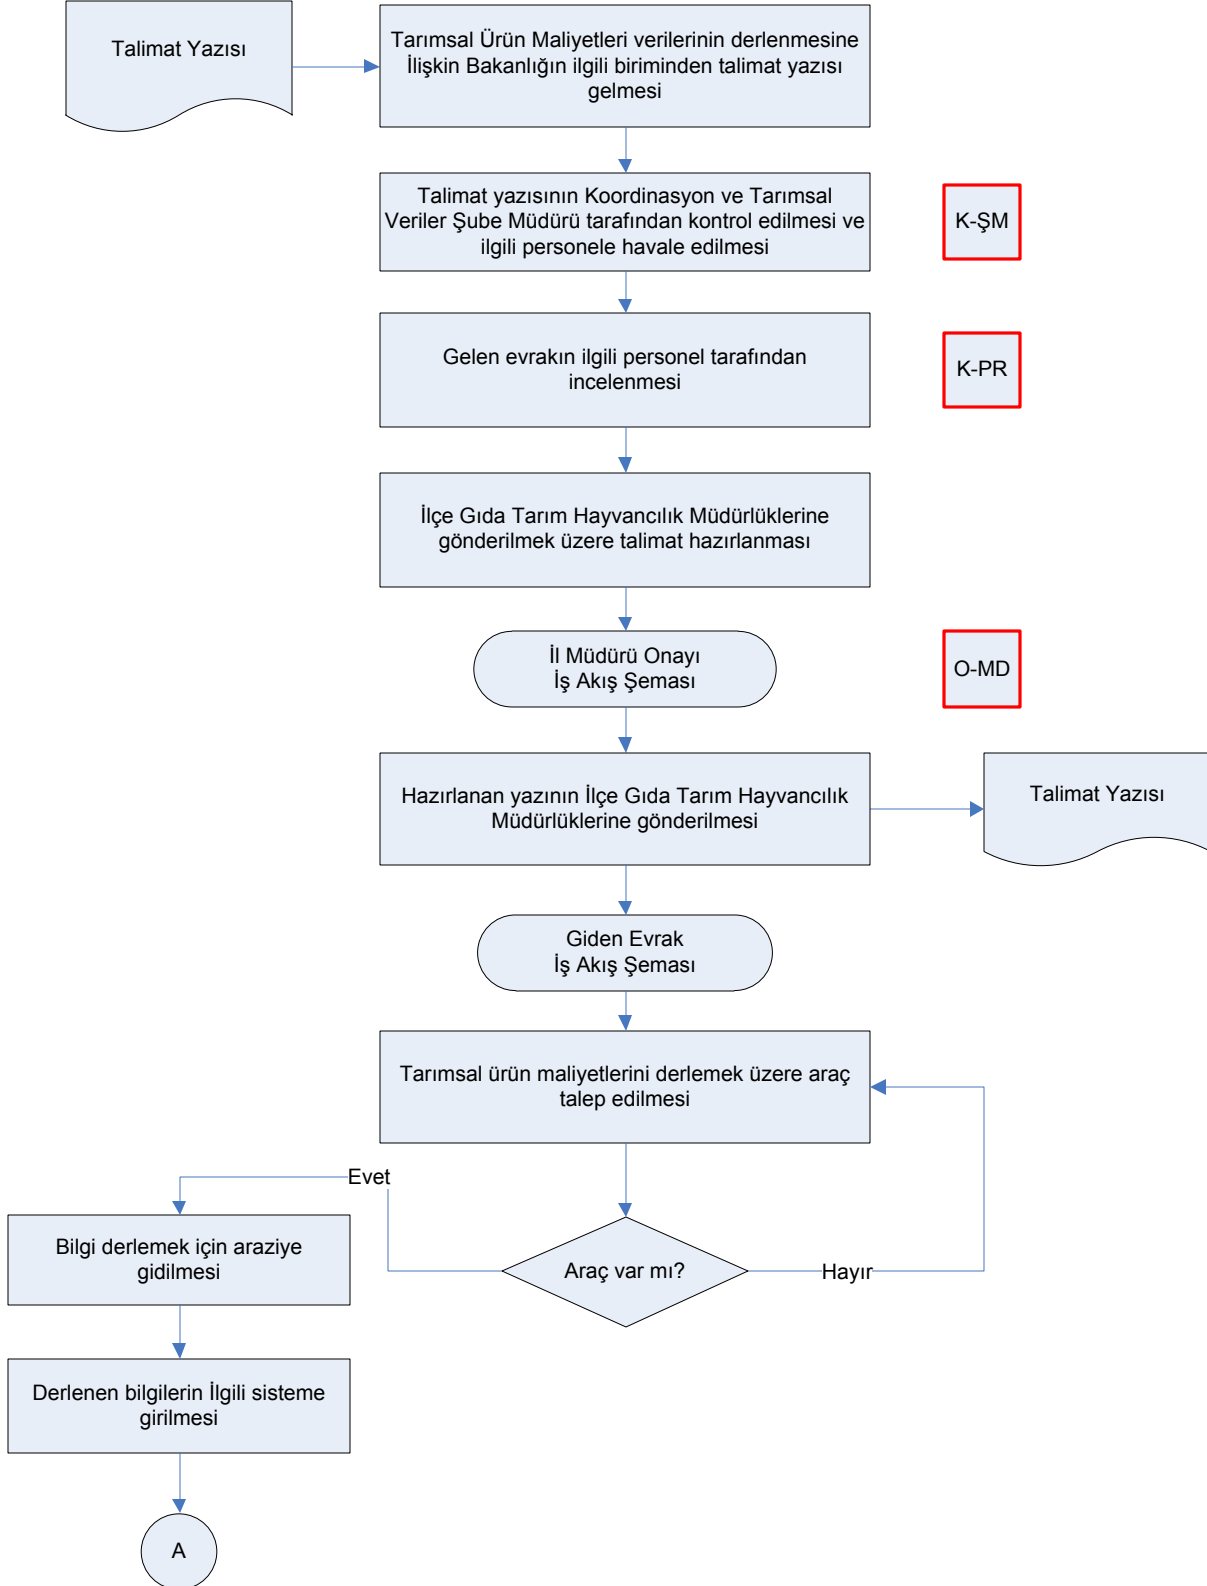 Talimat Yazısı
Tarımsal Ürün Maliyetleri verilerinin derlenmesine
İlişkin Bakanlığın ilgili biriminden talimat yazısı
gelmesi
Talimat yazısının Koordinasyon ve Tarımsal
Veriler Şube Müdürü tarafından kontrol edilmesi ve
ilgili personele havale edilmesi
K-ŞM
Gelen evrakın ilgili personel tarafından
incelenmesi
K-PR
İlçe Gıda Tarım Hayvancılık Müdürlüklerine
gönderilmek üzere talimat hazırlanması
İl Müdürü Onayı
İş Akış Şeması
O-MD
Hazırlanan yazının İlçe Gıda Tarım Hayvancılık
Müdürlüklerine gönderilmesi
Talimat Yazısı
Giden Evrak
İş Akış Şeması
Tarımsal ürün maliyetlerini derlemek üzere araç
talep edilmesi
Evet
Araç var mı?
Hayır
Bilgi derlemek için araziye
gidilmesi
Derlenen bilgilerin İlgili sisteme
girilmesi
A